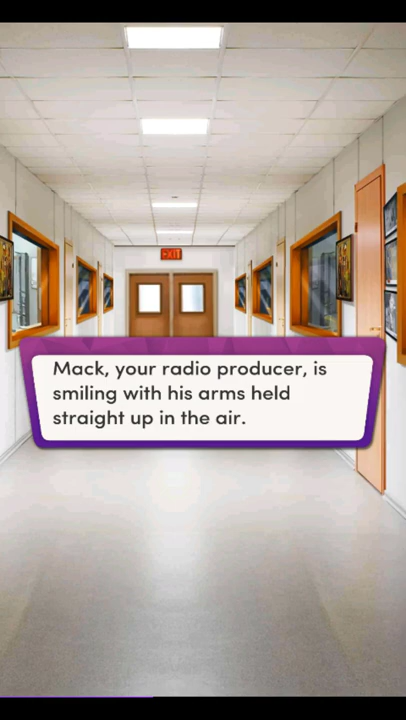 EXIT
Mack, your radio producer, is
smiling with his arms held
straight up in the air.